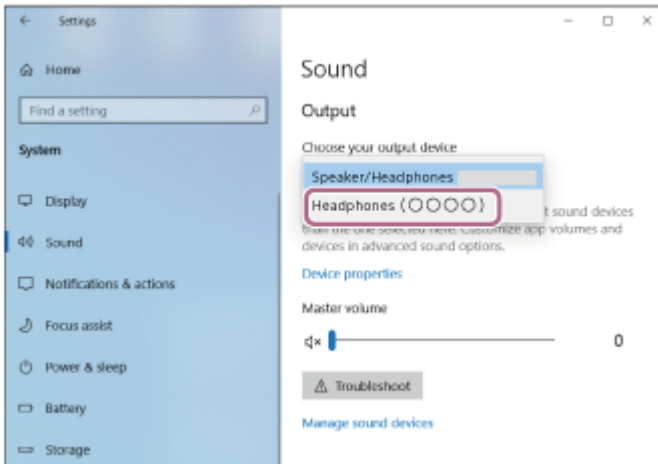 Settings
Home
Find a setting
System
Display
Sound
Notifications & actions
Focus assist
Power & sleep
Battery
Storage
Sound
Output
Choose your output device
Speaker/Headphones
Headphones (○○○○)
t sound devices
than the one selected here. Customize app volumes and
devices in advanced sound options.
Device properties
Master volume
0
Troubleshoot
Manage sound devices